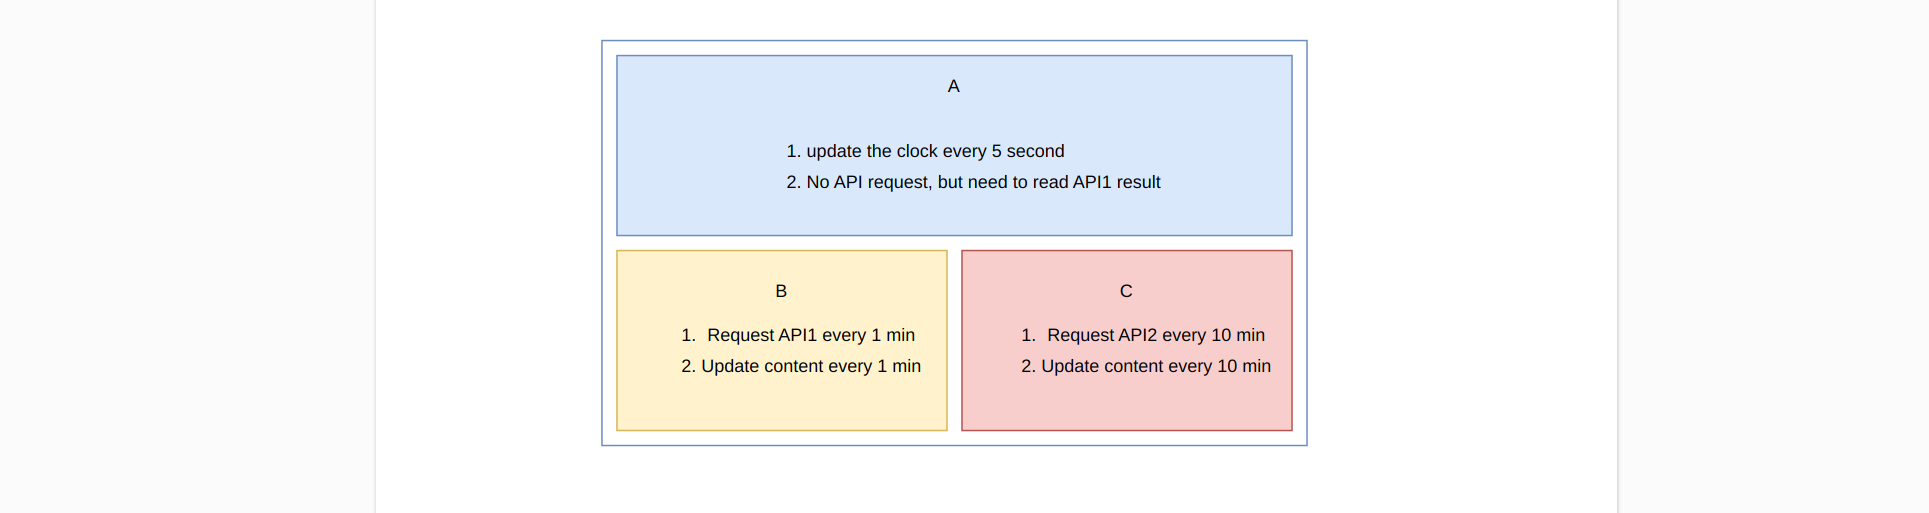 A
1. update the clock every 5 second
2. No API request, but need to read API1 result
B
1. Request API1 every 1 min
2. Update content every 1 min
C
1. Request API2 every 10 min
2. Update content every 10 min